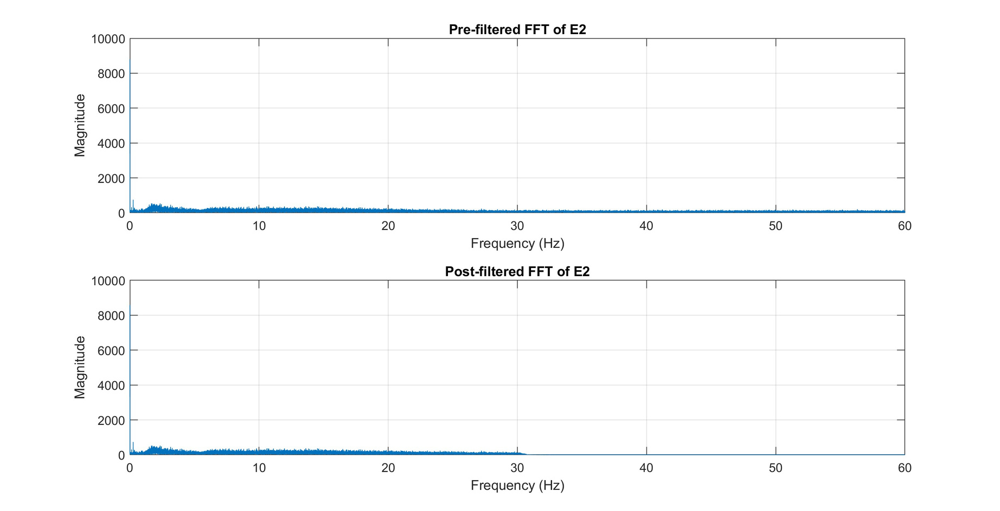 Pre-filtered FFT of E2
10000
8000
6000
4000
2000
0
Magnitude
0 10 20 30 40 50 60
Frequency (Hz)
Post-filtered FFT of E2
10000
8000
6000
4000
2000
0
Magnitude
0 10 20 30 40 50 60
Frequency (Hz)